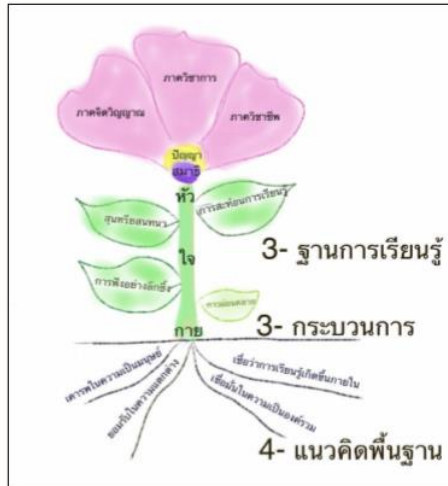 ภาควิชาการ
ภาคจิตวิญญาณ
ภาควิชาชีพ
ปัญญา
สมาธิ
หัว
การสะท้อนการเรียนรู้
สุนทรียสนทนา
3- ฐานการเรียนรู้
ใจ
การฟังอย่างลึกซึ้ง
การผ่อนคลาย
3- กระบวนการ
กาย
เคารพในความเป็นมนุษย์
ยอมรับในความแตกต่าง
เชื่อมั่นในความเป็นองค์รวม
เชื่อว่าการเรียนรู้เกิดขึ้นภายใน
4- แนวคิดพื้นฐาน